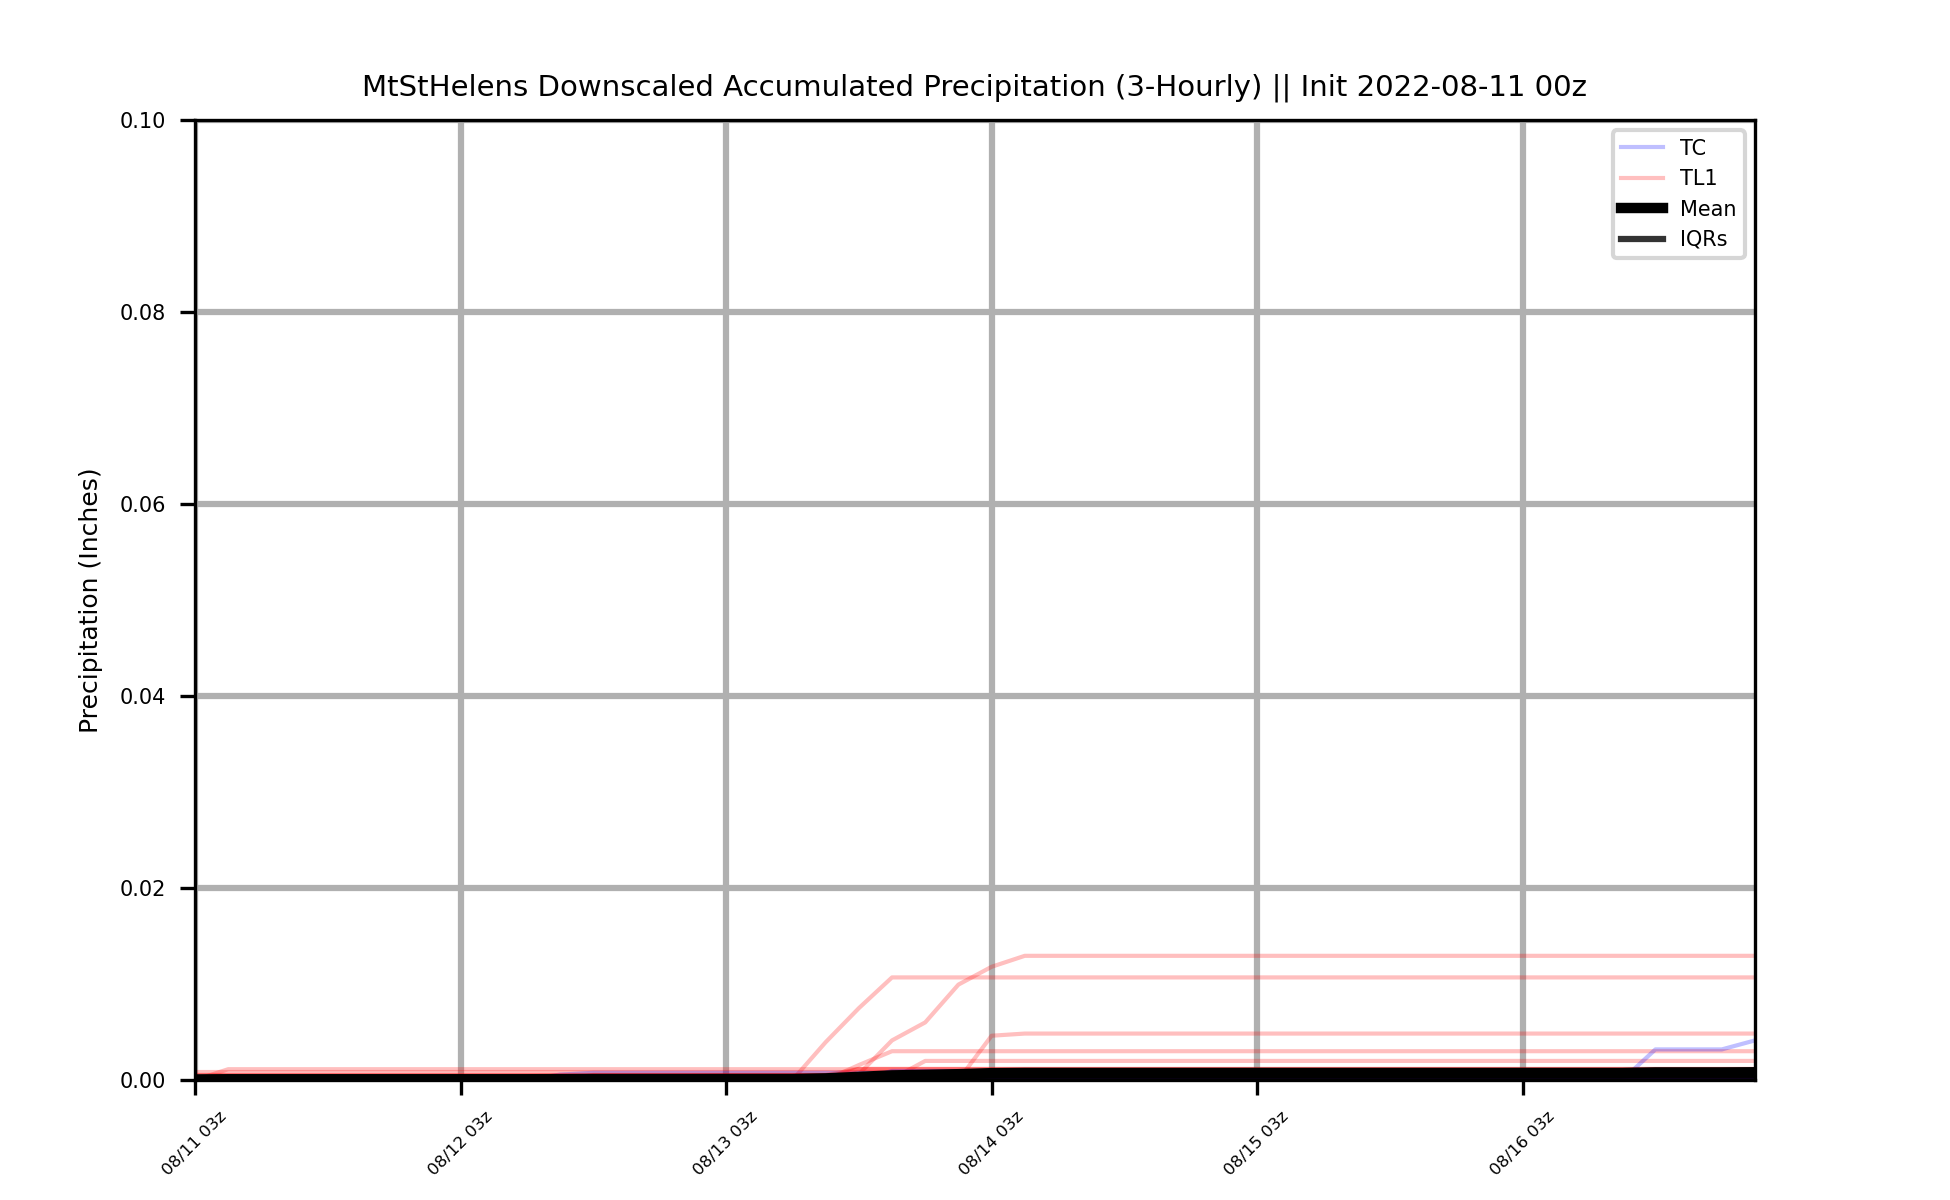 MtStHelens Downscaled Accumulated Precipitation (3-Hourly) || Init 2022-08-11 00z
TC
TL1
Mean
IQRs
Precipitation (Inches)
0.10
0.08
0.06
0.04
0.02
0.00
08/11 03z
08/12 03z
08/13 03z
08/14 03z
08/15 03z
08/16 03z